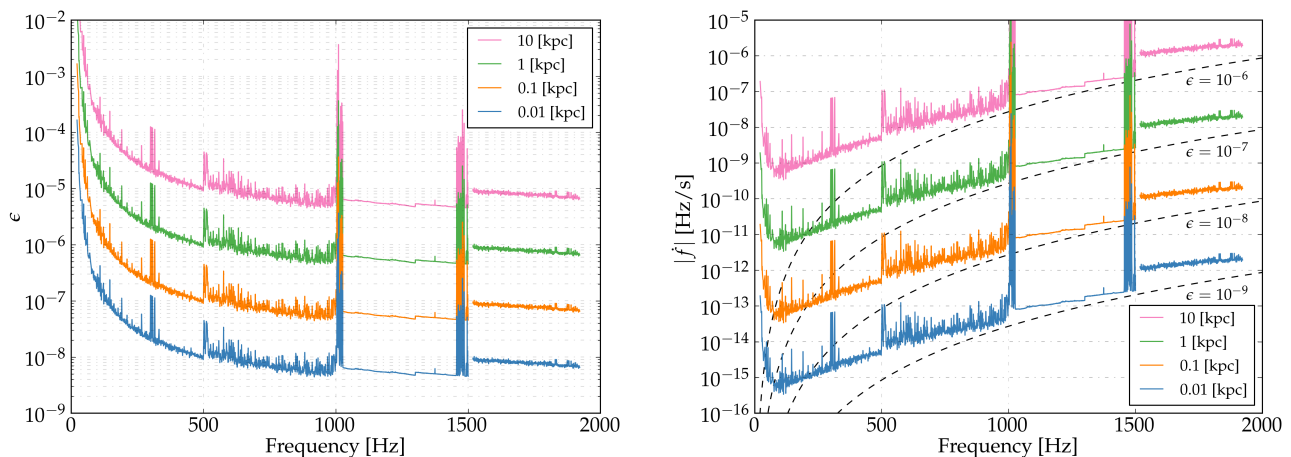 10⁻²
10⁻³
10⁻⁴
10⁻⁵
10⁻⁶
10⁻⁷
10⁻⁸
10⁻⁹
ϵ
0 500 1000 1500 2000
Frequency [Hz]
10 [kpc]
1 [kpc]
0.1 [kpc]
0.01 [kpc]
10⁻⁵
10⁻⁶
10⁻⁷
10⁻⁸
10⁻⁹
10⁻¹⁰
10⁻¹¹
10⁻¹²
10⁻¹³
10⁻¹⁴
10⁻¹⁵
10⁻¹⁶
|ḟ| [Hz/s]
ϵ = 10⁻⁶
ϵ = 10⁻⁷
ϵ = 10⁻⁸
ϵ = 10⁻⁹
10 [kpc]
1 [kpc]
0.1 [kpc]
0.01 [kpc]
0 500 1000 1500 2000
Frequency [Hz]